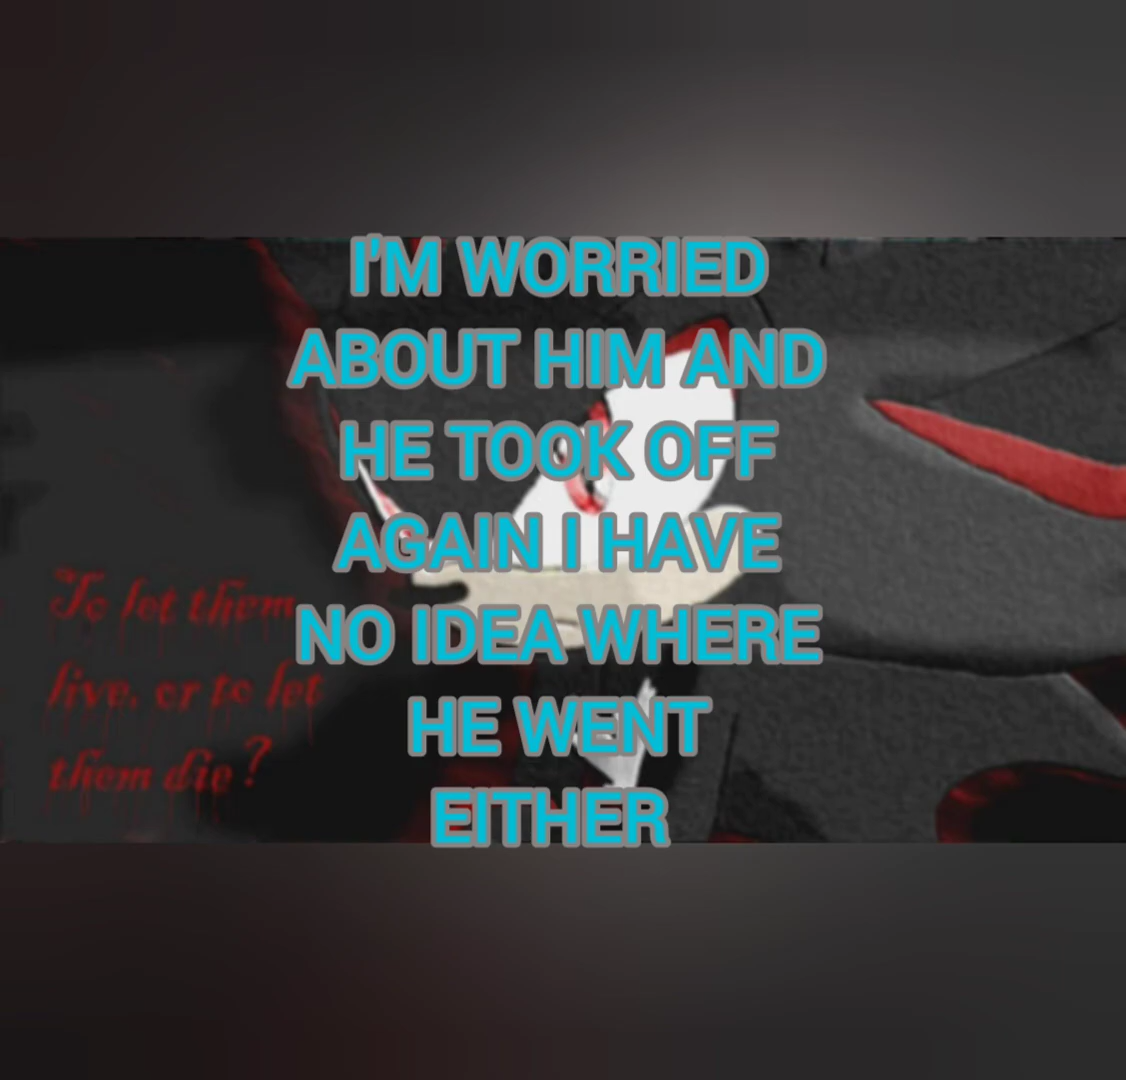 I'M WORRIED
ABOUT HIM AND
HE TOOK OFF
AGAIN I HAVE
NO IDEA WHERE
HE WENT
EITHER
To let them
live, or to let
them die?